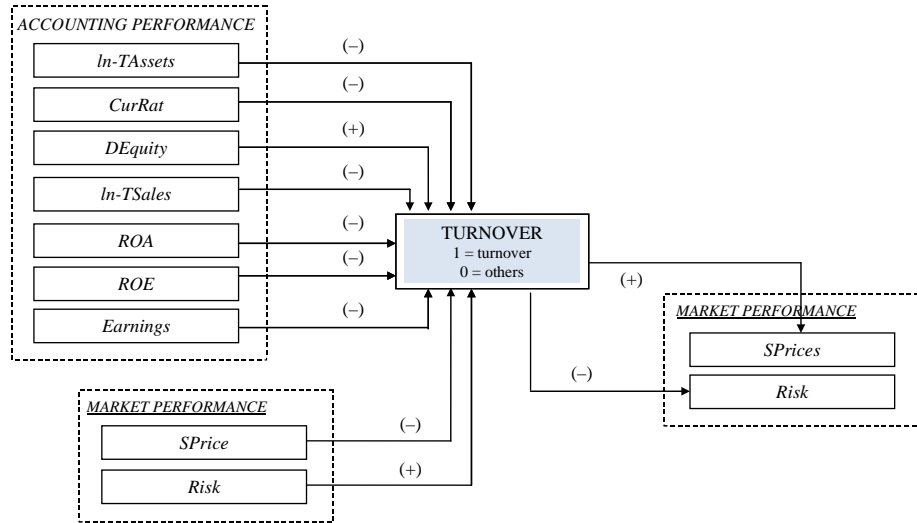 ACCOUNTING PERFORMANCE
ln-TAssets
(–)
CurRat
(–)
DEquity
(+)
ln-TSales
(–)
ROA
(–)
ROE
(–)
Earnings
(–)
TURNOVER
1 = turnover
0 = others
(+)
MARKET PERFORMANCE
SPrices
Risk
(–)
MARKET PERFORMANCE
SPrice
(–)
Risk
(+)